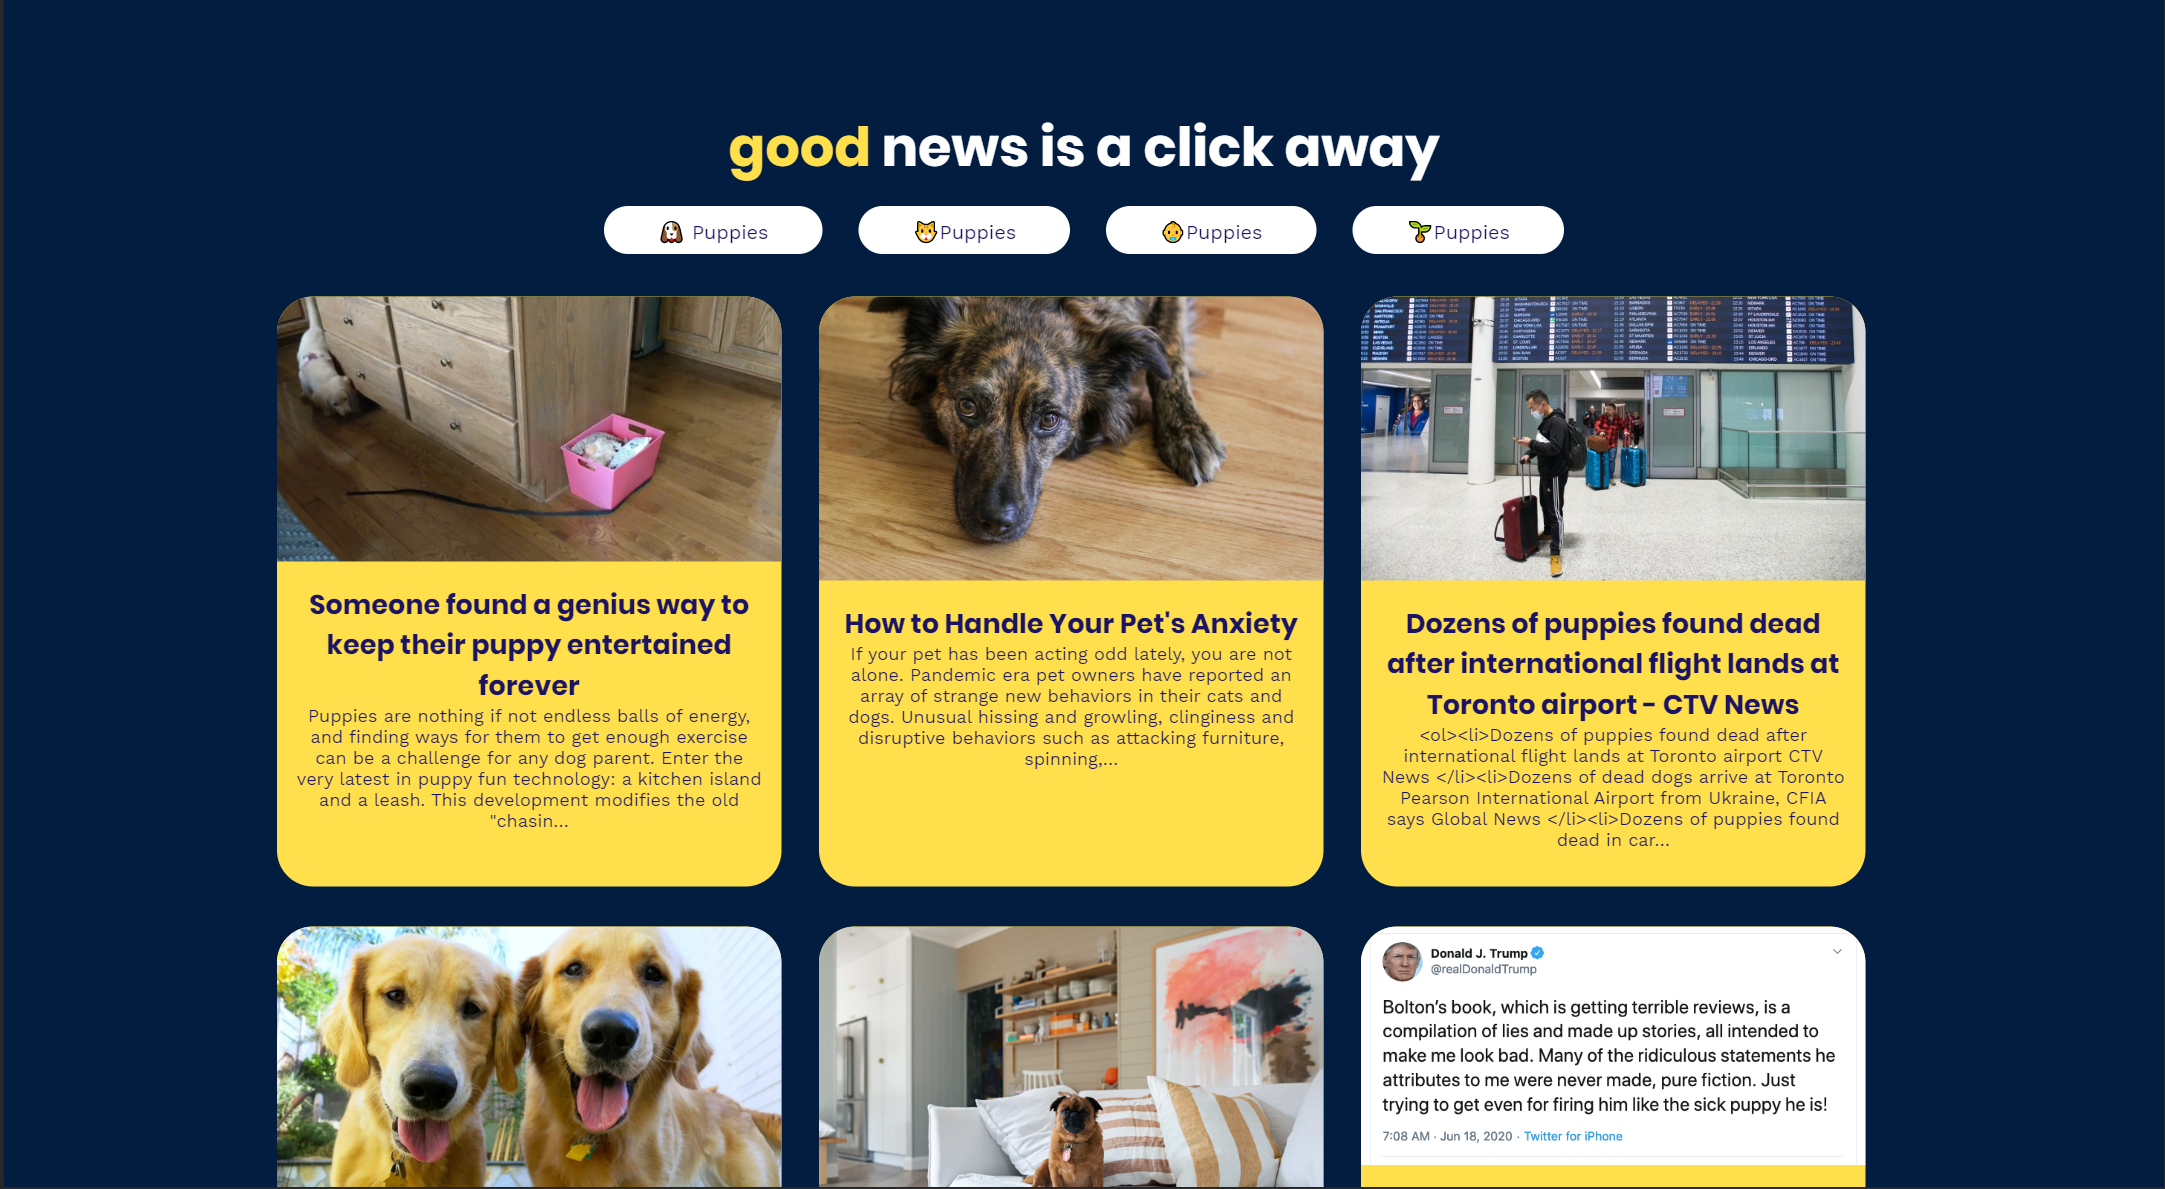 good news is a click away
Puppies
Puppies
Puppies
Puppies
Someone found a genius way to
keep their puppy entertained
forever
Puppies are nothing if not endless balls of energy,
and finding ways for them to get enough exercise
can be a challenge for any dog parent. Enter the
very latest in puppy fun technology: a kitchen island
and a leash. This development modifies the old
"chasin...
How to Handle Your Pet's Anxiety
If your pet has been acting odd lately, you are not
alone. Pandemic era pet owners have reported an
array of strange new behaviors in their cats and
dogs. Unusual hissing and growling, clinginess and
disruptive behaviors such as attacking furniture,
spinning,...
Dozens of puppies found dead
after international flight lands at
Toronto airport - CTV News
<ol><li>Dozens of puppies found dead after
international flight lands at Toronto airport CTV
News </li><li>Dozens of dead dogs arrive at Toronto
Pearson International Airport from Ukraine, CFIA
says Global News </li><li>Dozens of puppies found
dead in car...
Donald J. Trump
@realDonaldTrump
Bolton's book, which is getting terrible reviews, is a
compilation of lies and made up stories, all intended to
make me look bad. Many of the ridiculous statements he
attributes to me were never made, pure fiction. Just
trying to get even for firing him like the sick puppy he is!
7:08 AM · Jun 18, 2020 · Twitter for iPhone